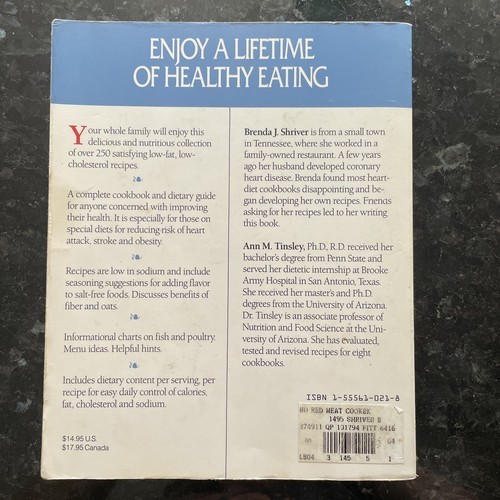 ENJOY A LIFETIME
OF HEALTHY EATING
Your whole family will enjoy this
delicious and nutritious collection
of over 250 satisfying low-fat, low-
cholesterol recipes.
A complete cookbook and dietary guide
for anyone concerned with improving
their health. It is especially for those on
special diets for reducing risk of heart
attack, stroke and obesity.
Recipes are low in sodium and include
seasoning suggestions for adding flavor
to salt-free foods. Discusses benefits of
fiber and oats.
Informational charts on fish and poultry.
Menu ideas. Helpful hints.
Includes dietary content per serving, per
recipe for easy daily control of calories,
fat, cholesterol and sodium.
$14.95 U.S.
$17.95 Canada
Brenda J. Shriver is from a small town
in Tennessee, where she worked in a
family-owned restaurant. A few years
ago her husband developed coronary
heart disease. Brenda found most heart-
diet cookbooks disappointing and be-
gan developing her own recipes. Friends
asking for her recipes led to her writing
this book.
Ann M. Tinsley, Ph.D., R.D. received her
bachelor's degree from Penn State and
served her dietetic internship at Brooke
Army Hospital in San Antonio, Texas.
She received her master's and Ph.D.
degrees from the University of Arizona.
Dr. Tinsley is an associate professor of
Nutrition and Food Science at the Uni-
versity of Arizona. She has evaluated,
tested and revised recipes for eight
cookbooks.
ISBN 1-55561-021-8
NO RED MEAT COOKBK
1495 SHRIVER B
QP 101794 PITT 6416
04
LB04 3 145 5 1